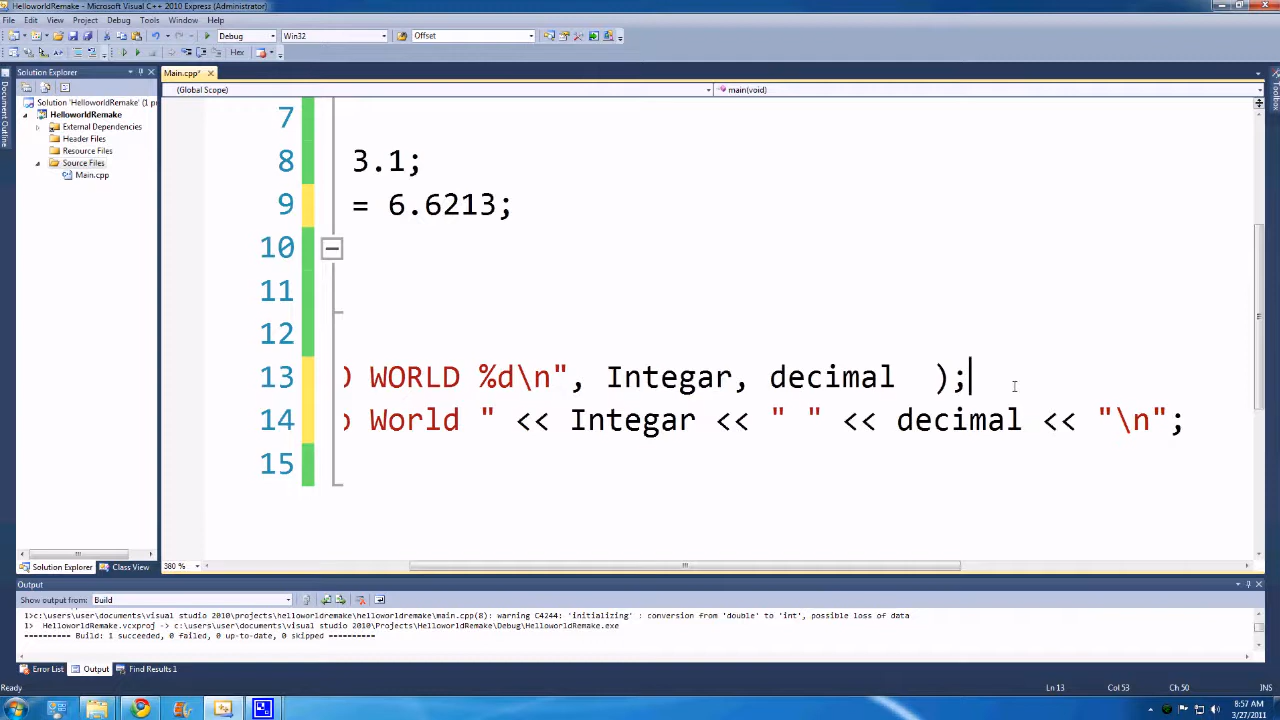 HelloworldRemake - Microsoft Visual C++ 2010 Express (Administrator)
File Edit View Project Debug Tools Window Help
Debug Win32 Offset
Hex
Solution Explorer
Main.cpp*
(Global Scope) main(void)
Document Outline
Toolbox
Solution 'HelloworldRemake' (1 p
HelloworldRemake
External Dependencies
Header Files
Resource Files
Source Files
Main.cpp
7
8 3.1;
9 = 6.6213;
10
11
12
13 O WORLD %d\n", Integar, decimal );
14 o World " << Integar << " " << decimal << "\n";
15
380 %
Solution Explorer Class View
Output
Show output from: Build
1>c:\users\user\documents\visual studio 2010\projects\helloworldremake\helloworldremake\main.cpp(8): warning C4244: 'initializing' : conversion from 'double' to 'int', possible loss of data
1> HelloworldRemake.vcxproj -> c:\users\user\documents\visual studio 2010\Projects\HelloworldRemake\Debug\HelloworldRemake.exe
========== Build: 1 succeeded, 0 failed, 0 up-to-date, 0 skipped ==========
Error List Output Find Results 1
Ready Ln 13 Col 53 Ch 50 INS
8:57 AM
3/27/2011